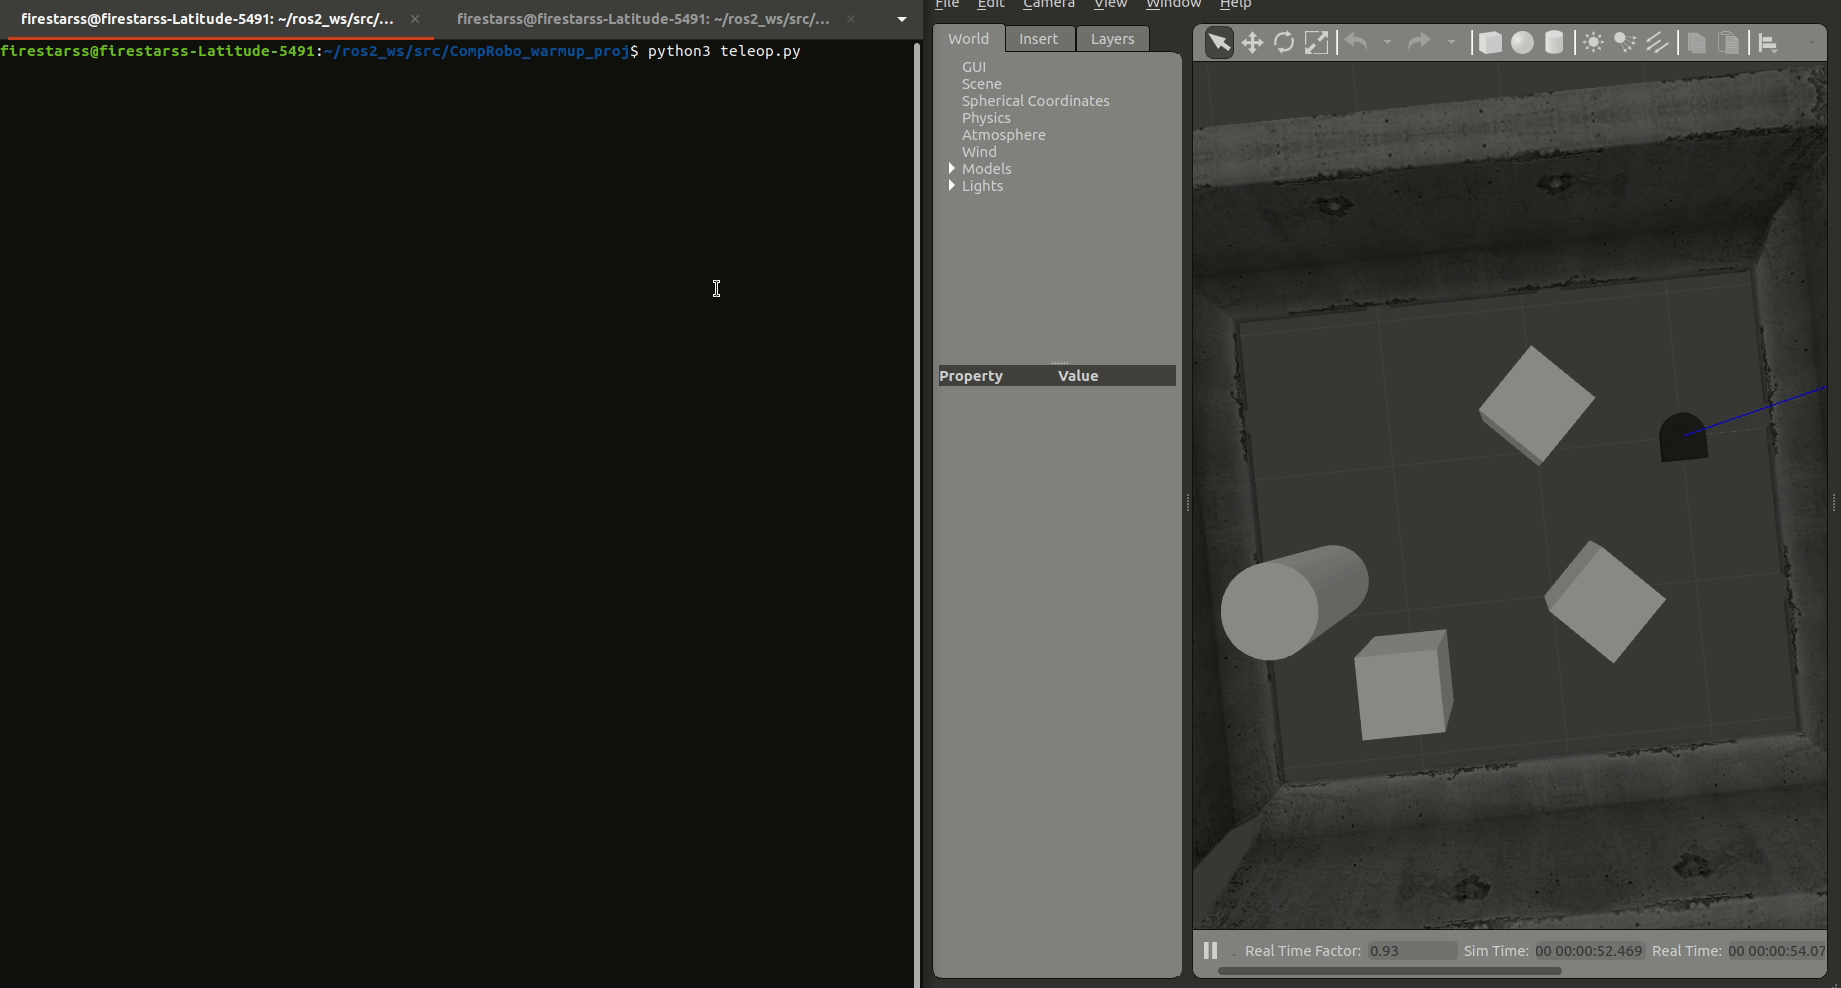 firestarss@firestarss-Latitude-5491: ~/ros2_ws/src/...
firestarss@firestarss-Latitude-5491: ~/ros2_ws/src/...
firestarss@firestarss-Latitude-5491:~/ros2_ws/src/CompRobo_warmup_proj$ python3 teleop.py
File Edit Camera View Window Help
World Insert Layers
GUI
Scene
Spherical Coordinates
Physics
Atmosphere
Wind
Models
Lights
Property Value
Real Time Factor: 0.93 Sim Time: 00 00:00:52.469 Real Time: 00 00:00:54.07